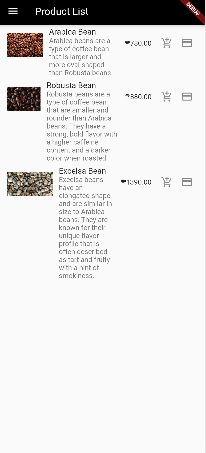 Product List
DEBUG
Arabica Bean
Arabica beans are a
type of coffee bean
that is larger and
more oval shaped
than Robusta beans.
₱780.00
Robusta Bean
Robusta beans are
type of coffee bean
that are smaller and
rounder than Arabica
beans. They have a
strong, bold flavor with
a higher caffeine
content, and a darker
color when roasted.
₱880.00
Excelsa Bean
Excelsa beans
have an
elongated shape
and are similar in
size to Arabica
beans. They are
known for their
unique flavor
profile that is
often described
as tart and fruity
with a hint of
smokiness.
₱1390.00